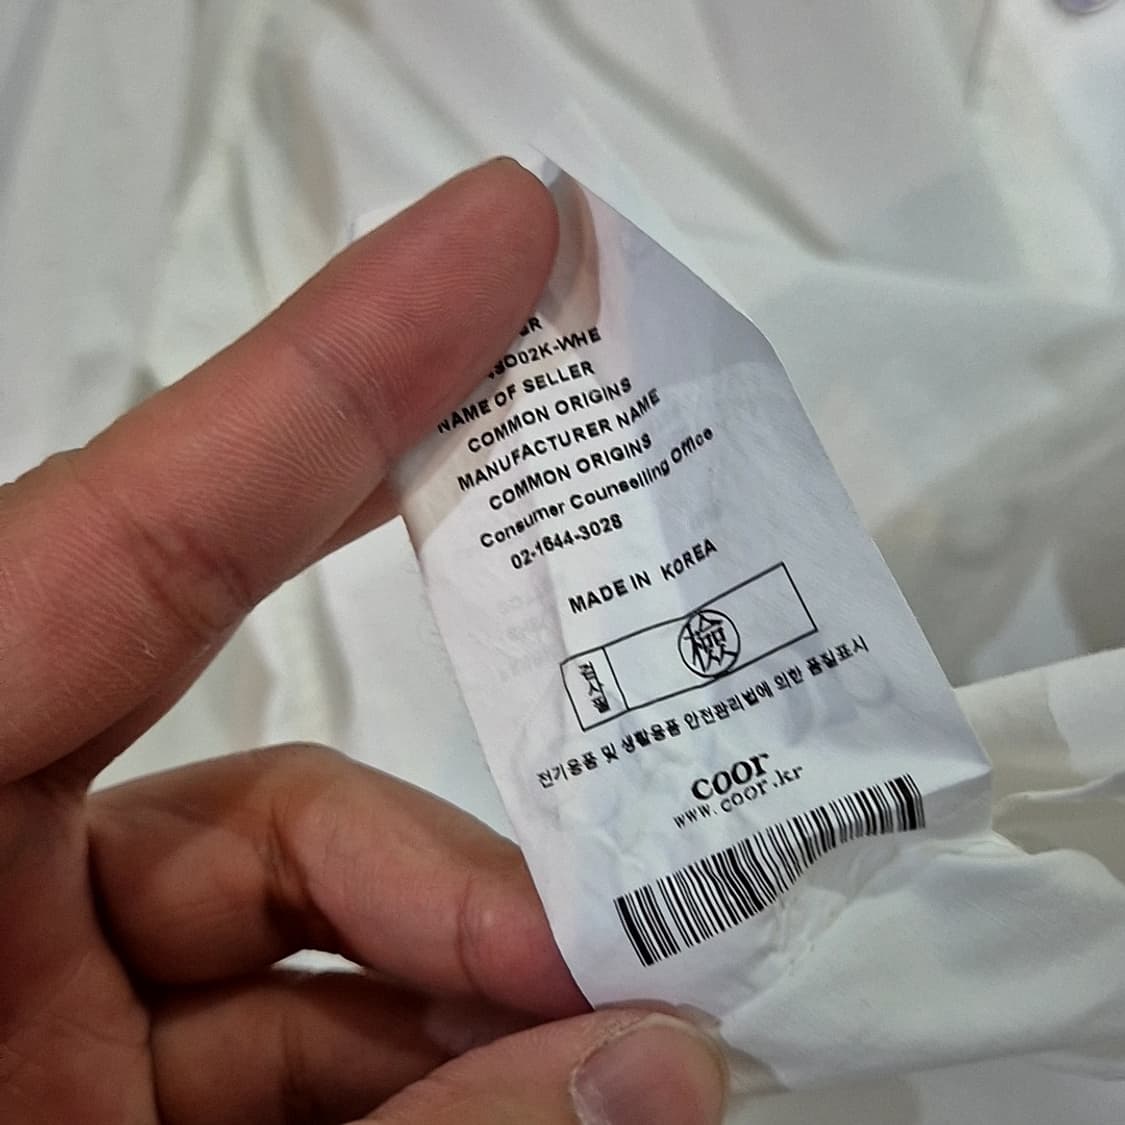 NAME OF SELLER
COMMON ORIGINS
MANUFACTURER NAME
COMMON ORIGINS
Consumer Counselling Office
02-1644-3028
MADE IN KOREA
검사필
檢
전기용품 및 생활용품 안전관리법에 의한 품질표시
coor
www.coor.kr